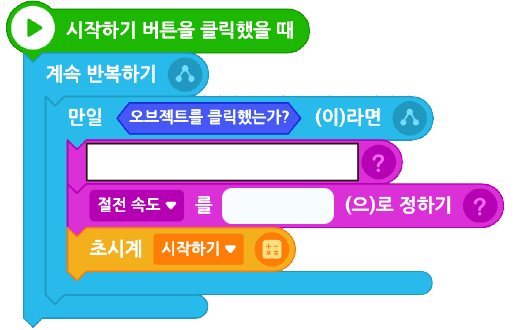 시작하기 버튼을 클릭했을 때
계속 반복하기
만일 오브젝트를 클릭했는가? (이)라면
?
절전 속도 를 (으)로 정하기 ?
초시계 시작하기